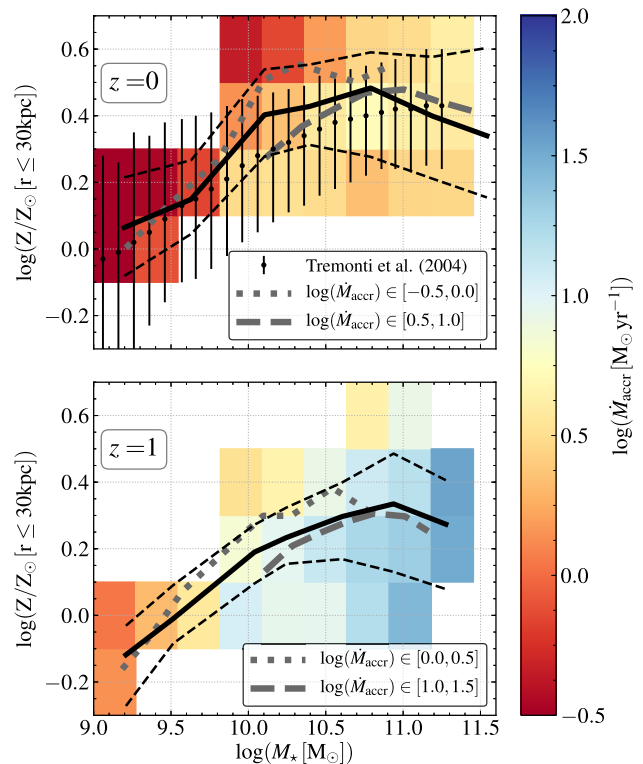 z=0
log(Z/Z⊙ [r ≤ 30kpc])
0.6
0.4
0.2
0.0
−0.2
Tremonti et al. (2004)
log(Ṁaccr) ∈ [−0.5, 0.0]
log(Ṁaccr) ∈ [0.5, 1.0]
z=1
log(Z/Z⊙ [r ≤ 30kpc])
0.6
0.4
0.2
0.0
−0.2
log(Ṁaccr) ∈ [0.0, 0.5]
log(Ṁaccr) ∈ [1.0, 1.5]
9.0 9.5 10.0 10.5 11.0 11.5
log(M⋆ [M⊙])
2.0
1.5
1.0
0.5
0.0
−0.5
log(Ṁaccr [M⊙ yr⁻¹])